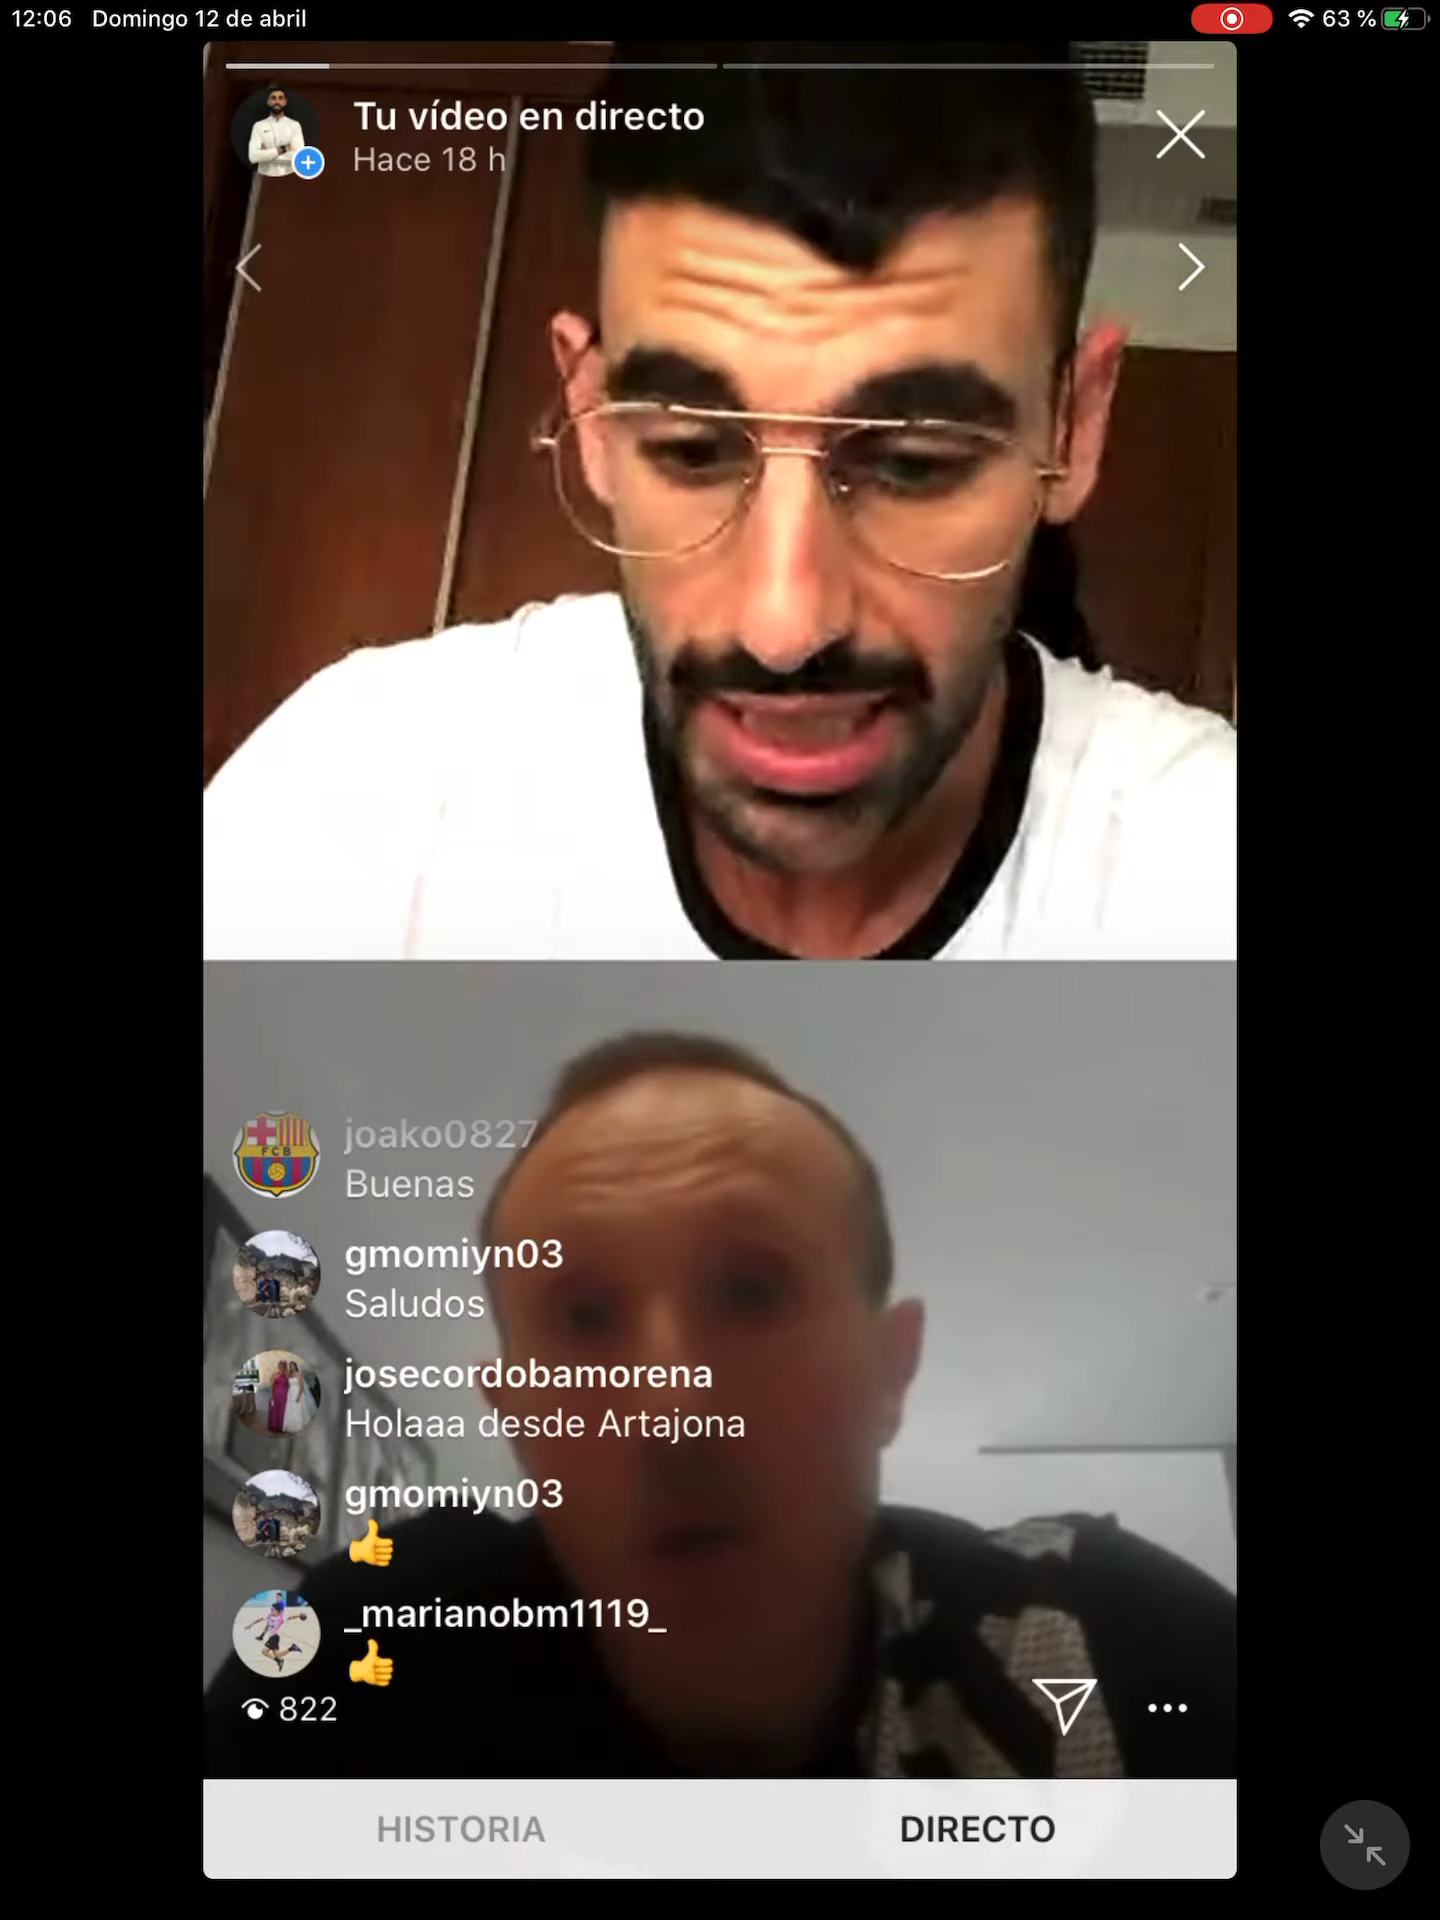 12:06 Domingo 12 de abril
63 %
Tu vídeo en directo
Hace 18 h
joako0827
Buenas
FCB
gmomiyn03
Saludos
josecordobamorena
Holaaa desde Artajona
gmomiyn03
👍
_marianobm1119_
👍
822
HISTORIA
DIRECTO